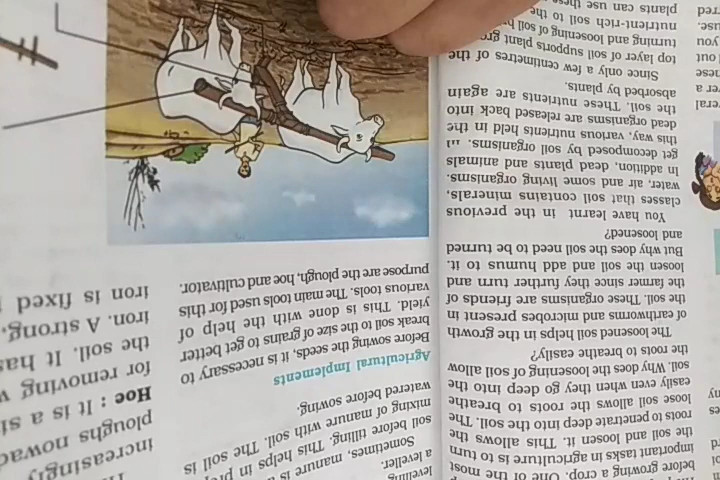 before growing a crop. One of the most
important tasks in agriculture is to turn
the soil and loosen it. This allows the
roots to penetrate deep into the soil. The
loose soil allows the roots to breathe
easily even when they go deep into the
soil. Why does the loosening of soil allow
the roots to breathe easily?
The loosened soil helps in the growth
of earthworms and microbes present in
the soil. These organisms are friends of
the farmer since they further turn and
loosen the soil and add humus to it.
But why does the soil need to be turned
and loosened?
You have learnt in the previous
classes that soil contains minerals,
water, air and some living organisms.
In addition, dead plants and animals
get decomposed by soil organisms. In
this way, various nutrients held in the
dead organisms are released back into
the soil. These nutrients are again
absorbed by plants.
Since only a few centimetres of the
top layer of soil supports plant
turning and loosening of soil
nutrient-rich soil to the
plants can use
levelling
a leveller.
Sometimes, manure is
soil before tilling. This helps in
mixing of manure with soil. The soil is
watered before sowing.
Agricultural Implements
Before sowing the seeds, it is necessary to
break soil to the size of grains to get better
yield. This is done with the help of
various tools. The main tools used for this
purpose are the plough, hoe and cultivator.
increasingly
ploughs
Hoe : It is a
for removing
the soil. It
iron. A strong,
iron is fixed